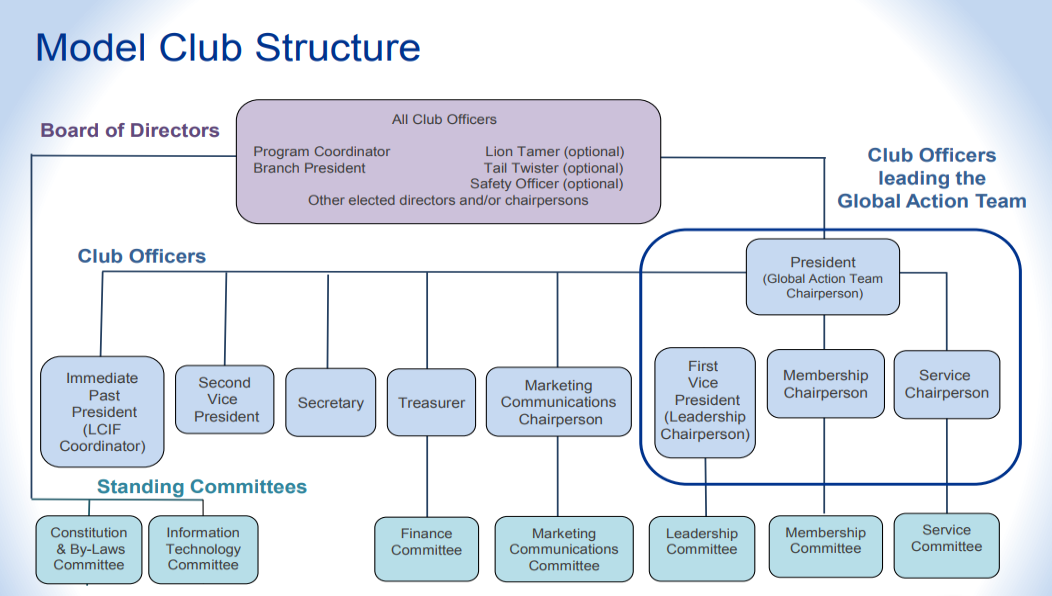 Model Club Structure
Board of Directors
All Club Officers
Program Coordinator
Branch President
Lion Tamer (optional)
Tail Twister (optional)
Safety Officer (optional)
Other elected directors and/or chairpersons
Club Officers
leading the
Global Action Team
Club Officers
President
(Global Action Team
Chairperson)
Immediate
Past
President
(LCIF
Coordinator)
Second
Vice
President
Secretary
Treasurer
Marketing
Communications
Chairperson
First
Vice
President
(Leadership
Chairperson)
Membership
Chairperson
Service
Chairperson
Standing Committees
Constitution
& By-Laws
Committee
Information
Technology
Committee
Finance
Committee
Marketing
Communications
Committee
Leadership
Committee
Membership
Committee
Service
Committee